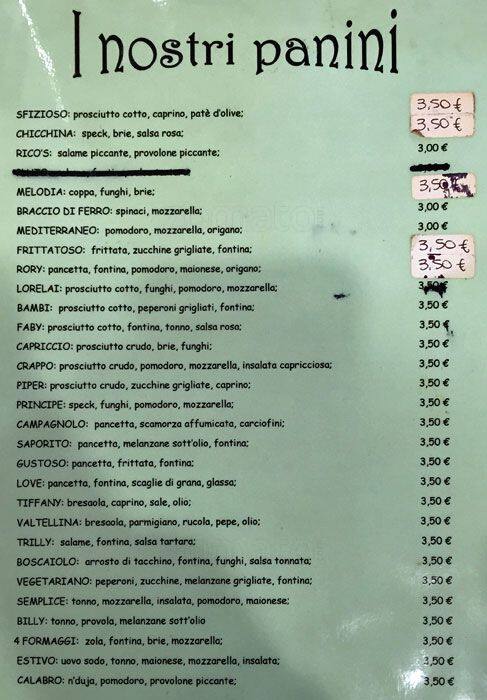 I nostri panini
SFIZIOSO: prosciutto cotto, caprino, patè d'olive; 3,50 €
CHICCHINA: speck, brie, salsa rosa; 3,50 €
RICO'S: salame piccante, provolone piccante; 3,00 €
MELODIA: coppa, funghi, brie; 3,50
BRACCIO DI FERRO: spinaci, mozzarella; 3,00 €
MEDITERRANEO: pomodoro, mozzarella, origano; 3,00 €
FRITTATOSO: frittata, zucchine grigliate, fontina; 3,50 €
RORY: pancetta, fontina, pomodoro, maionese, origano; 3,50 €
LORELAI: prosciutto cotto, funghi, pomodoro, mozzarella; 3,50 €
BAMBI: prosciutto cotto, peperoni grigliati, fontina; 3,50 €
FABY: prosciutto cotto, fontina, tonno, salsa rosa; 3,50 €
CAPRICCIO: prosciutto crudo, brie, funghi; 3,50 €
CRAPPO: prosciutto crudo, pomodoro, mozzarella, insalata capricciosa; 3,50 €
PIPER: prosciutto crudo, zucchine grigliate, caprino; 3,50 €
PRINCIPE: speck, funghi, pomodoro, mozzarella; 3,50 €
CAMPAGNOLO: pancetta, scamorza affumicata, carciofini; 3,50 €
SAPORITO: pancetta, melanzane sott'olio, fontina; 3,50 €
GUSTOSO: pancetta, frittata, fontina; 3,50 €
LOVE: pancetta, fontina, scaglie di grana, glassa; 3,50 €
TIFFANY: bresaola, caprino, sale, olio; 3,50 €
VALTELLINA: bresaola, parmigiano, rucola, pepe, olio; 3,50 €
TRILLY: salame, fontina, salsa tartara; 3,50 €
BOSCAIOLO: arrosto di tacchino, fontina, funghi, salsa tonnata; 3,50 €
VEGETARIANO: peperoni, zucchine, melanzane grigliate, fontina; 3,50 €
SEMPLICE: tonno, mozzarella, insalata, pomodoro, maionese; 3,50 €
BILLY: tonno, provola, melanzane sott'olio 3,50 €
4 FORMAGGI: zola, fontina, brie, mozzarella; 3,50 €
ESTIVO: uovo sodo, tonno, maionese, mozzarella, insalata; 3,50 €
CALABRO: n'duja, pomodoro, provolone piccante; 3,50 €